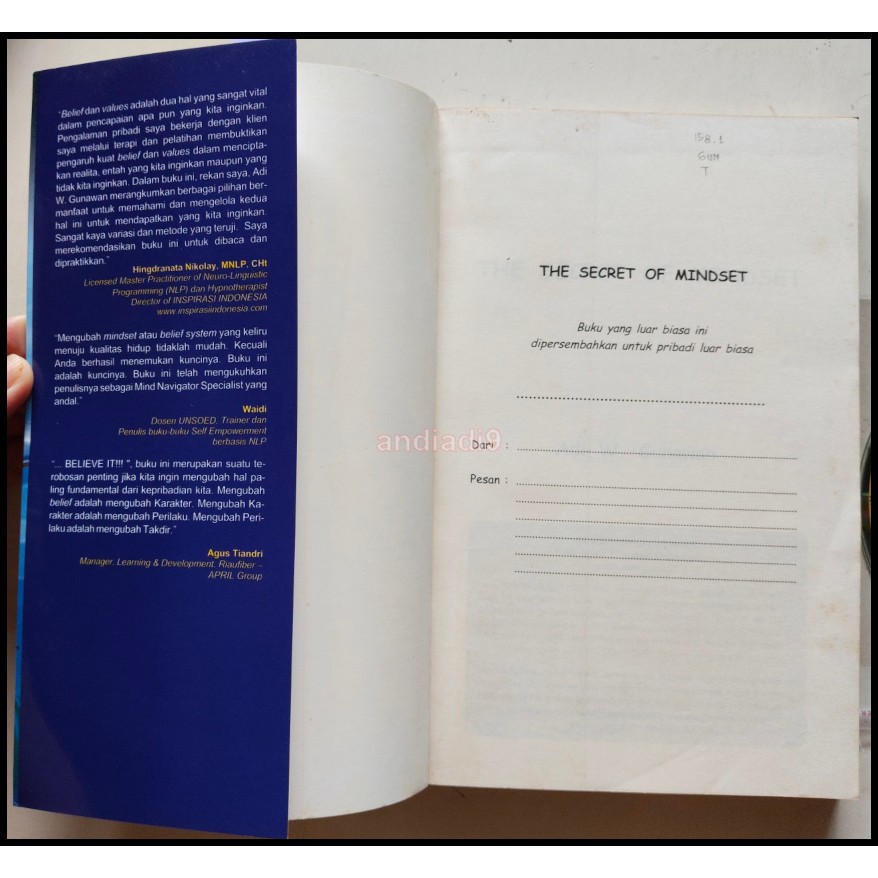 "Belief dan values adalah dua hal yang sangat vital
dalam pencapaian apa pun yang kita inginkan.
Pengalaman pribadi saya bekerja dengan klien
saya melalui terapi dan pelatihan membuktikan
pengaruh kuat belief dan values dalam mencipta-
kan realita, entah yang kita inginkan maupun yang
tidak kita inginkan. Dalam buku ini, rekan saya, Adi
W. Gunawan merangkumkan berbagai pilihan ber-
manfaat untuk memahami dan mengelola kedua
hal ini untuk mendapatkan yang kita inginkan.
Sangat kaya variasi dan metode yang teruji. Saya
merekomendasikan buku ini untuk dibaca dan
dipraktikkan."
Hingdranata Nikolay, MNLP, CHt
Licensed Master Practitioner of Neuro-Linguistic
Programming (NLP) dan Hypnotherapist
Director of INSPIRASI INDONESIA
www.inspirasiindonesia.com
"Mengubah mindset atau belief system yang keliru
menuju kualitas hidup tidaklah mudah. Kecuali
Anda berhasil menemukan kuncinya. Buku ini
adalah kuncinya. Buku ini telah mengukuhkan
penulisnya sebagai Mind Navigator Specialist yang
andal."
Waidi
Dosen UNSOED, Trainer dan
Penulis buku-buku Self Empowerment
berbasis NLP
"... BELIEVE IT!!! ", buku ini merupakan suatu te-
robosan penting jika kita ingin mengubah hal pa-
ling fundamental dari kepribadian kita. Mengubah
belief adalah mengubah Karakter. Mengubah Ka-
rakter adalah mengubah Perilaku. Mengubah Peri-
laku adalah mengubah Takdir."
Agus Tiandri
Manager, Learning & Development, Riaufiber –
APRIL Group
158.1
GUN
T
THE SECRET OF MINDSET
Buku yang luar biasa ini
dipersembahkan untuk pribadi luar biasa
Dari :
Pesan :
andiadi9